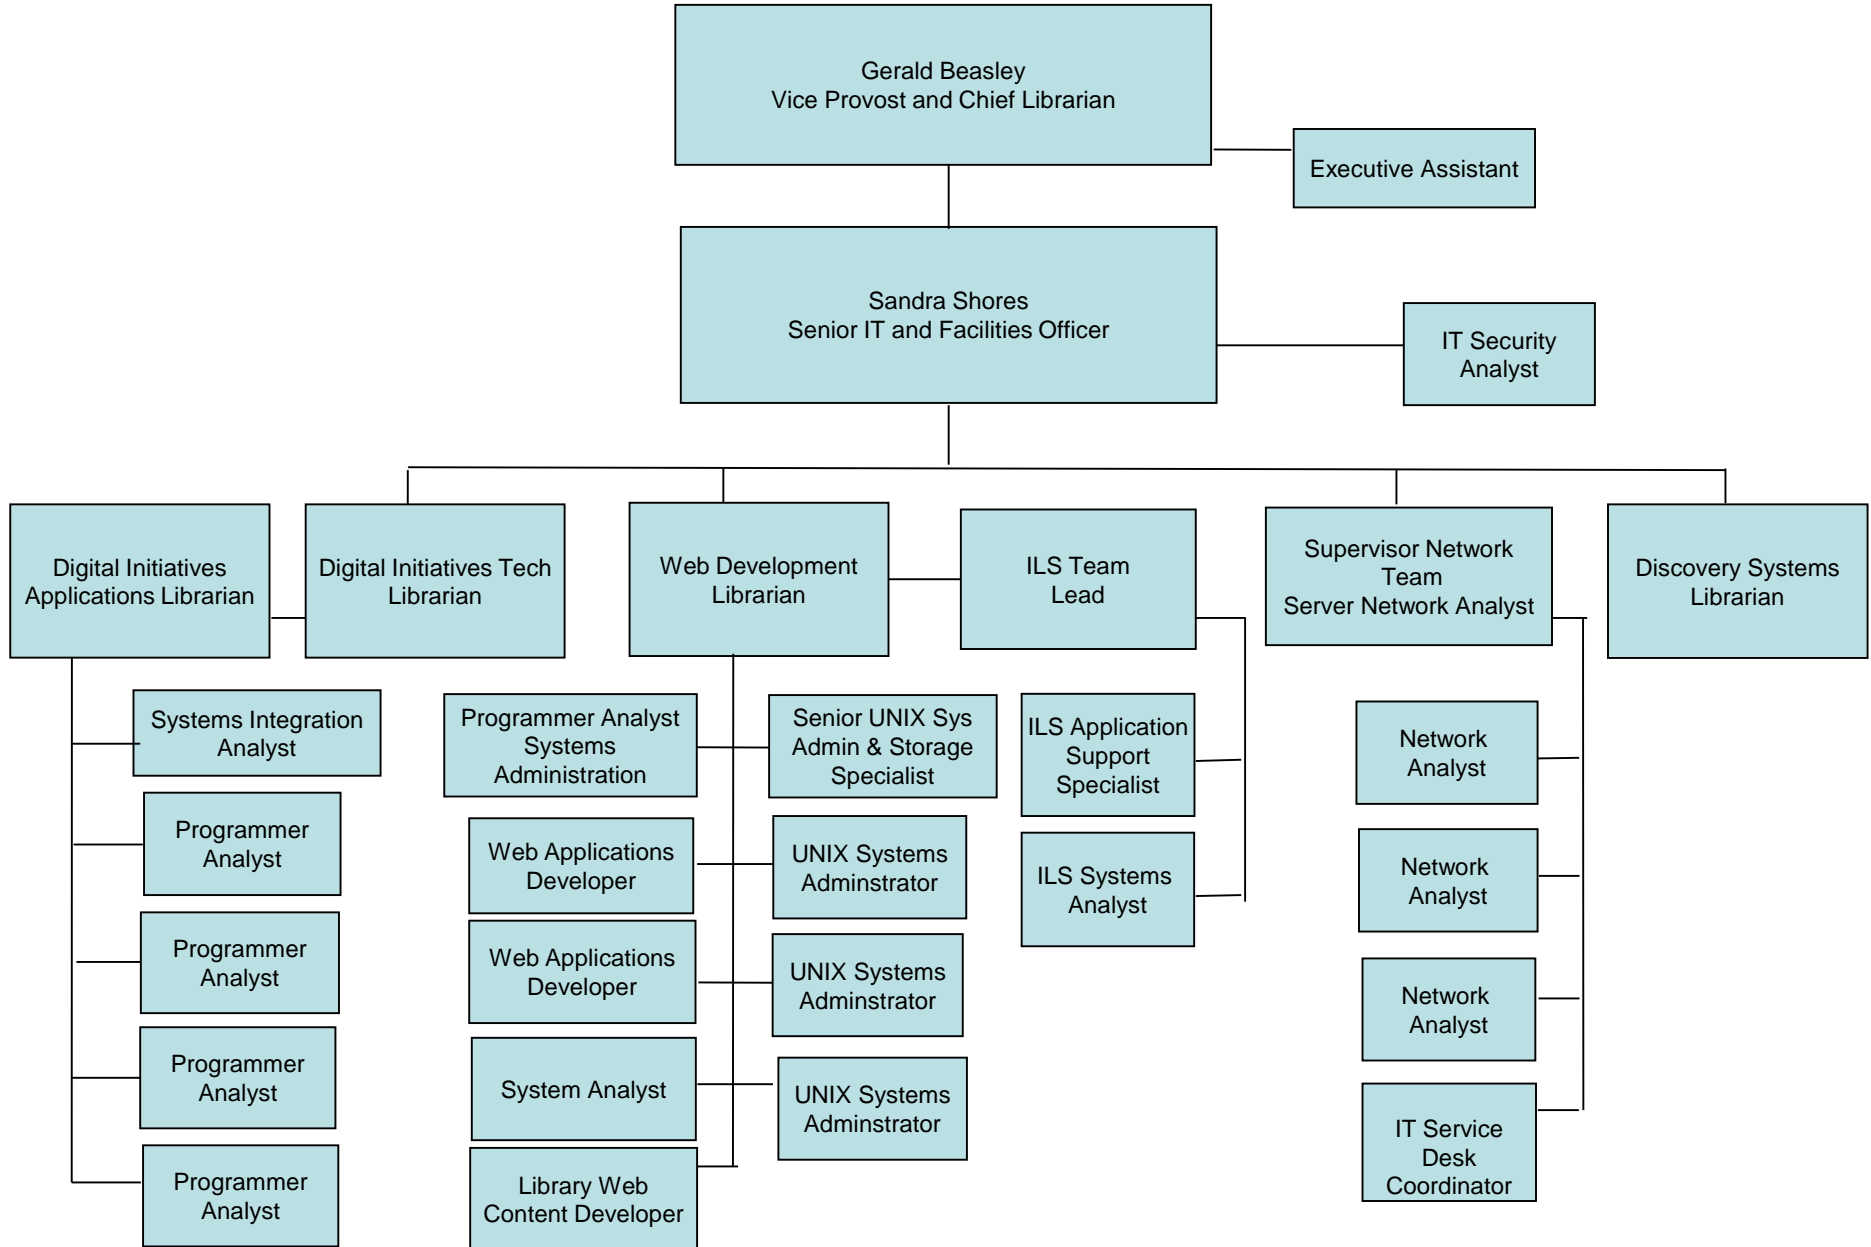 Gerald Beasley
Vice Provost and Chief Librarian
Executive Assistant
Sandra Shores
Senior IT and Facilities Officer
IT Security
Analyst
Digital Initiatives
Applications Librarian
Digital Initiatives Tech
Librarian
Web Development
Librarian
ILS Team
Lead
Supervisor Network
Team
Server Network Analyst
Discovery Systems
Librarian
Systems Integration
Analyst
Programmer
Analyst
Programmer
Analyst
Programmer
Analyst
Programmer
Analyst
Programmer Analyst
Systems
Administration
Web Applications
Developer
Web Applications
Developer
System Analyst
Library Web
Content Developer
Senior UNIX Sys
Admin & Storage
Specialist
UNIX Systems
Adminstrator
UNIX Systems
Adminstrator
UNIX Systems
Adminstrator
ILS Application
Support
Specialist
ILS Systems
Analyst
Network
Analyst
Network
Analyst
Network
Analyst
IT Service
Desk
Coordinator